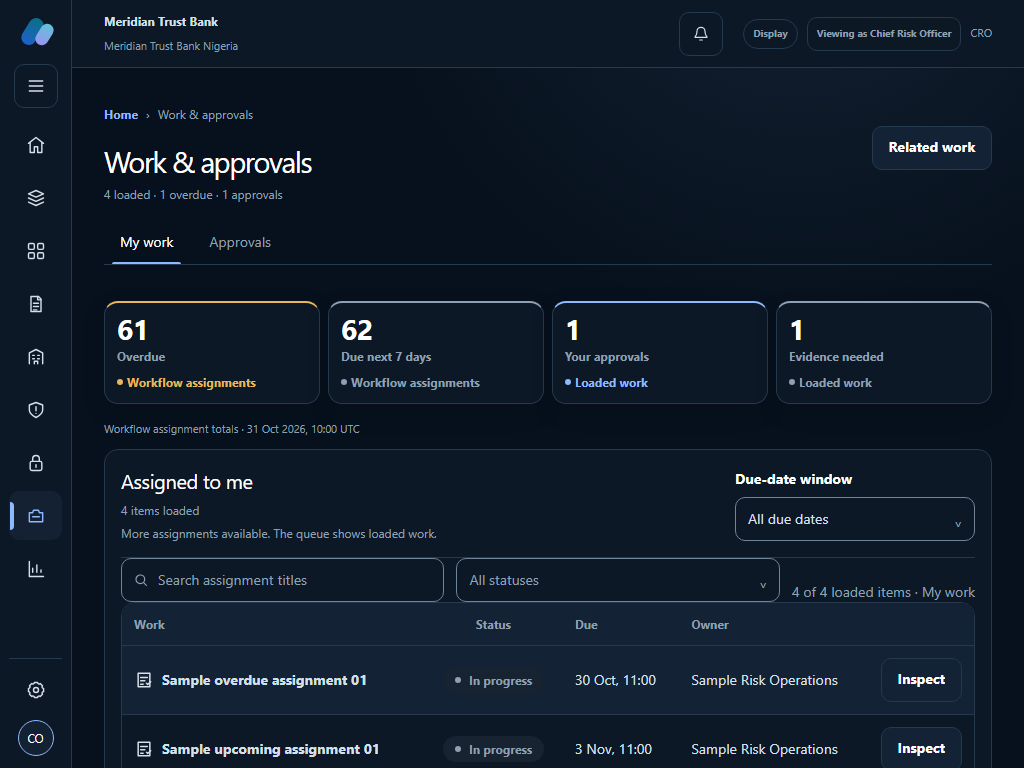 Meridian Trust Bank
Meridian Trust Bank Nigeria
Display
Viewing as Chief Risk Officer
CRO
Home › Work & approvals
Work & approvals
4 loaded · 1 overdue · 1 approvals
Related work
My work
Approvals
61
Overdue
Workflow assignments
62
Due next 7 days
Workflow assignments
1
Your approvals
Loaded work
1
Evidence needed
Loaded work
Workflow assignment totals · 31 Oct 2026, 10:00 UTC
Assigned to me
4 items loaded
More assignments available. The queue shows loaded work.
Due-date window
All due dates
Search assignment titles
All statuses
4 of 4 loaded items · My work
Work Status Due Owner
Sample overdue assignment 01 In progress 30 Oct, 11:00 Sample Risk Operations Inspect
Sample upcoming assignment 01 In progress 3 Nov, 11:00 Sample Risk Operations Inspect
CO